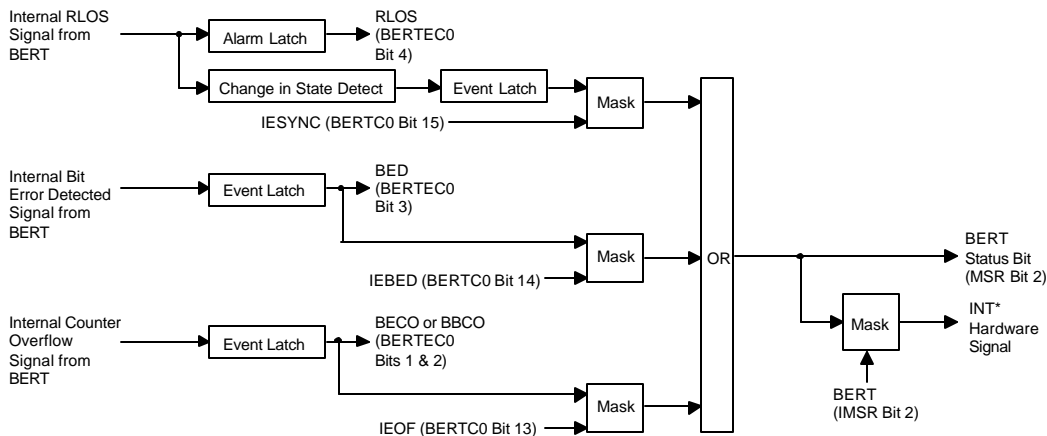 Internal RLOS
Signal from
BERT
Alarm Latch
RLOS
(BERTEC0
Bit 4)
Change in State Detect
Event Latch
Mask
IESYNC (BERTC0 Bit 15)
Internal Bit
Error Detected
Signal from
BERT
Event Latch
BED
(BERTEC0
Bit 3)
Mask
IEBED (BERTC0 Bit 14)
OR
BERT
Status Bit
(MSR Bit 2)
Internal Counter
Overflow
Signal from
BERT
Event Latch
BECO or BBCO
(BERTEC0
Bits 1 & 2)
Mask
INT*
Hardware
Signal
BERT
(IMSR Bit 2)
Mask
IEOF (BERTC0 Bit 13)